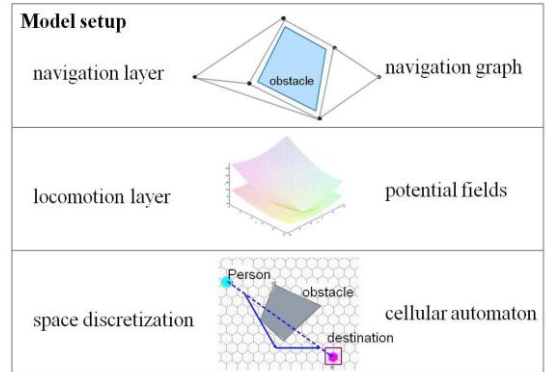 Model setup
navigation layer
obstacle
navigation graph
locomotion layer
potential fields
Person
obstacle
space discretization
destination
cellular automaton